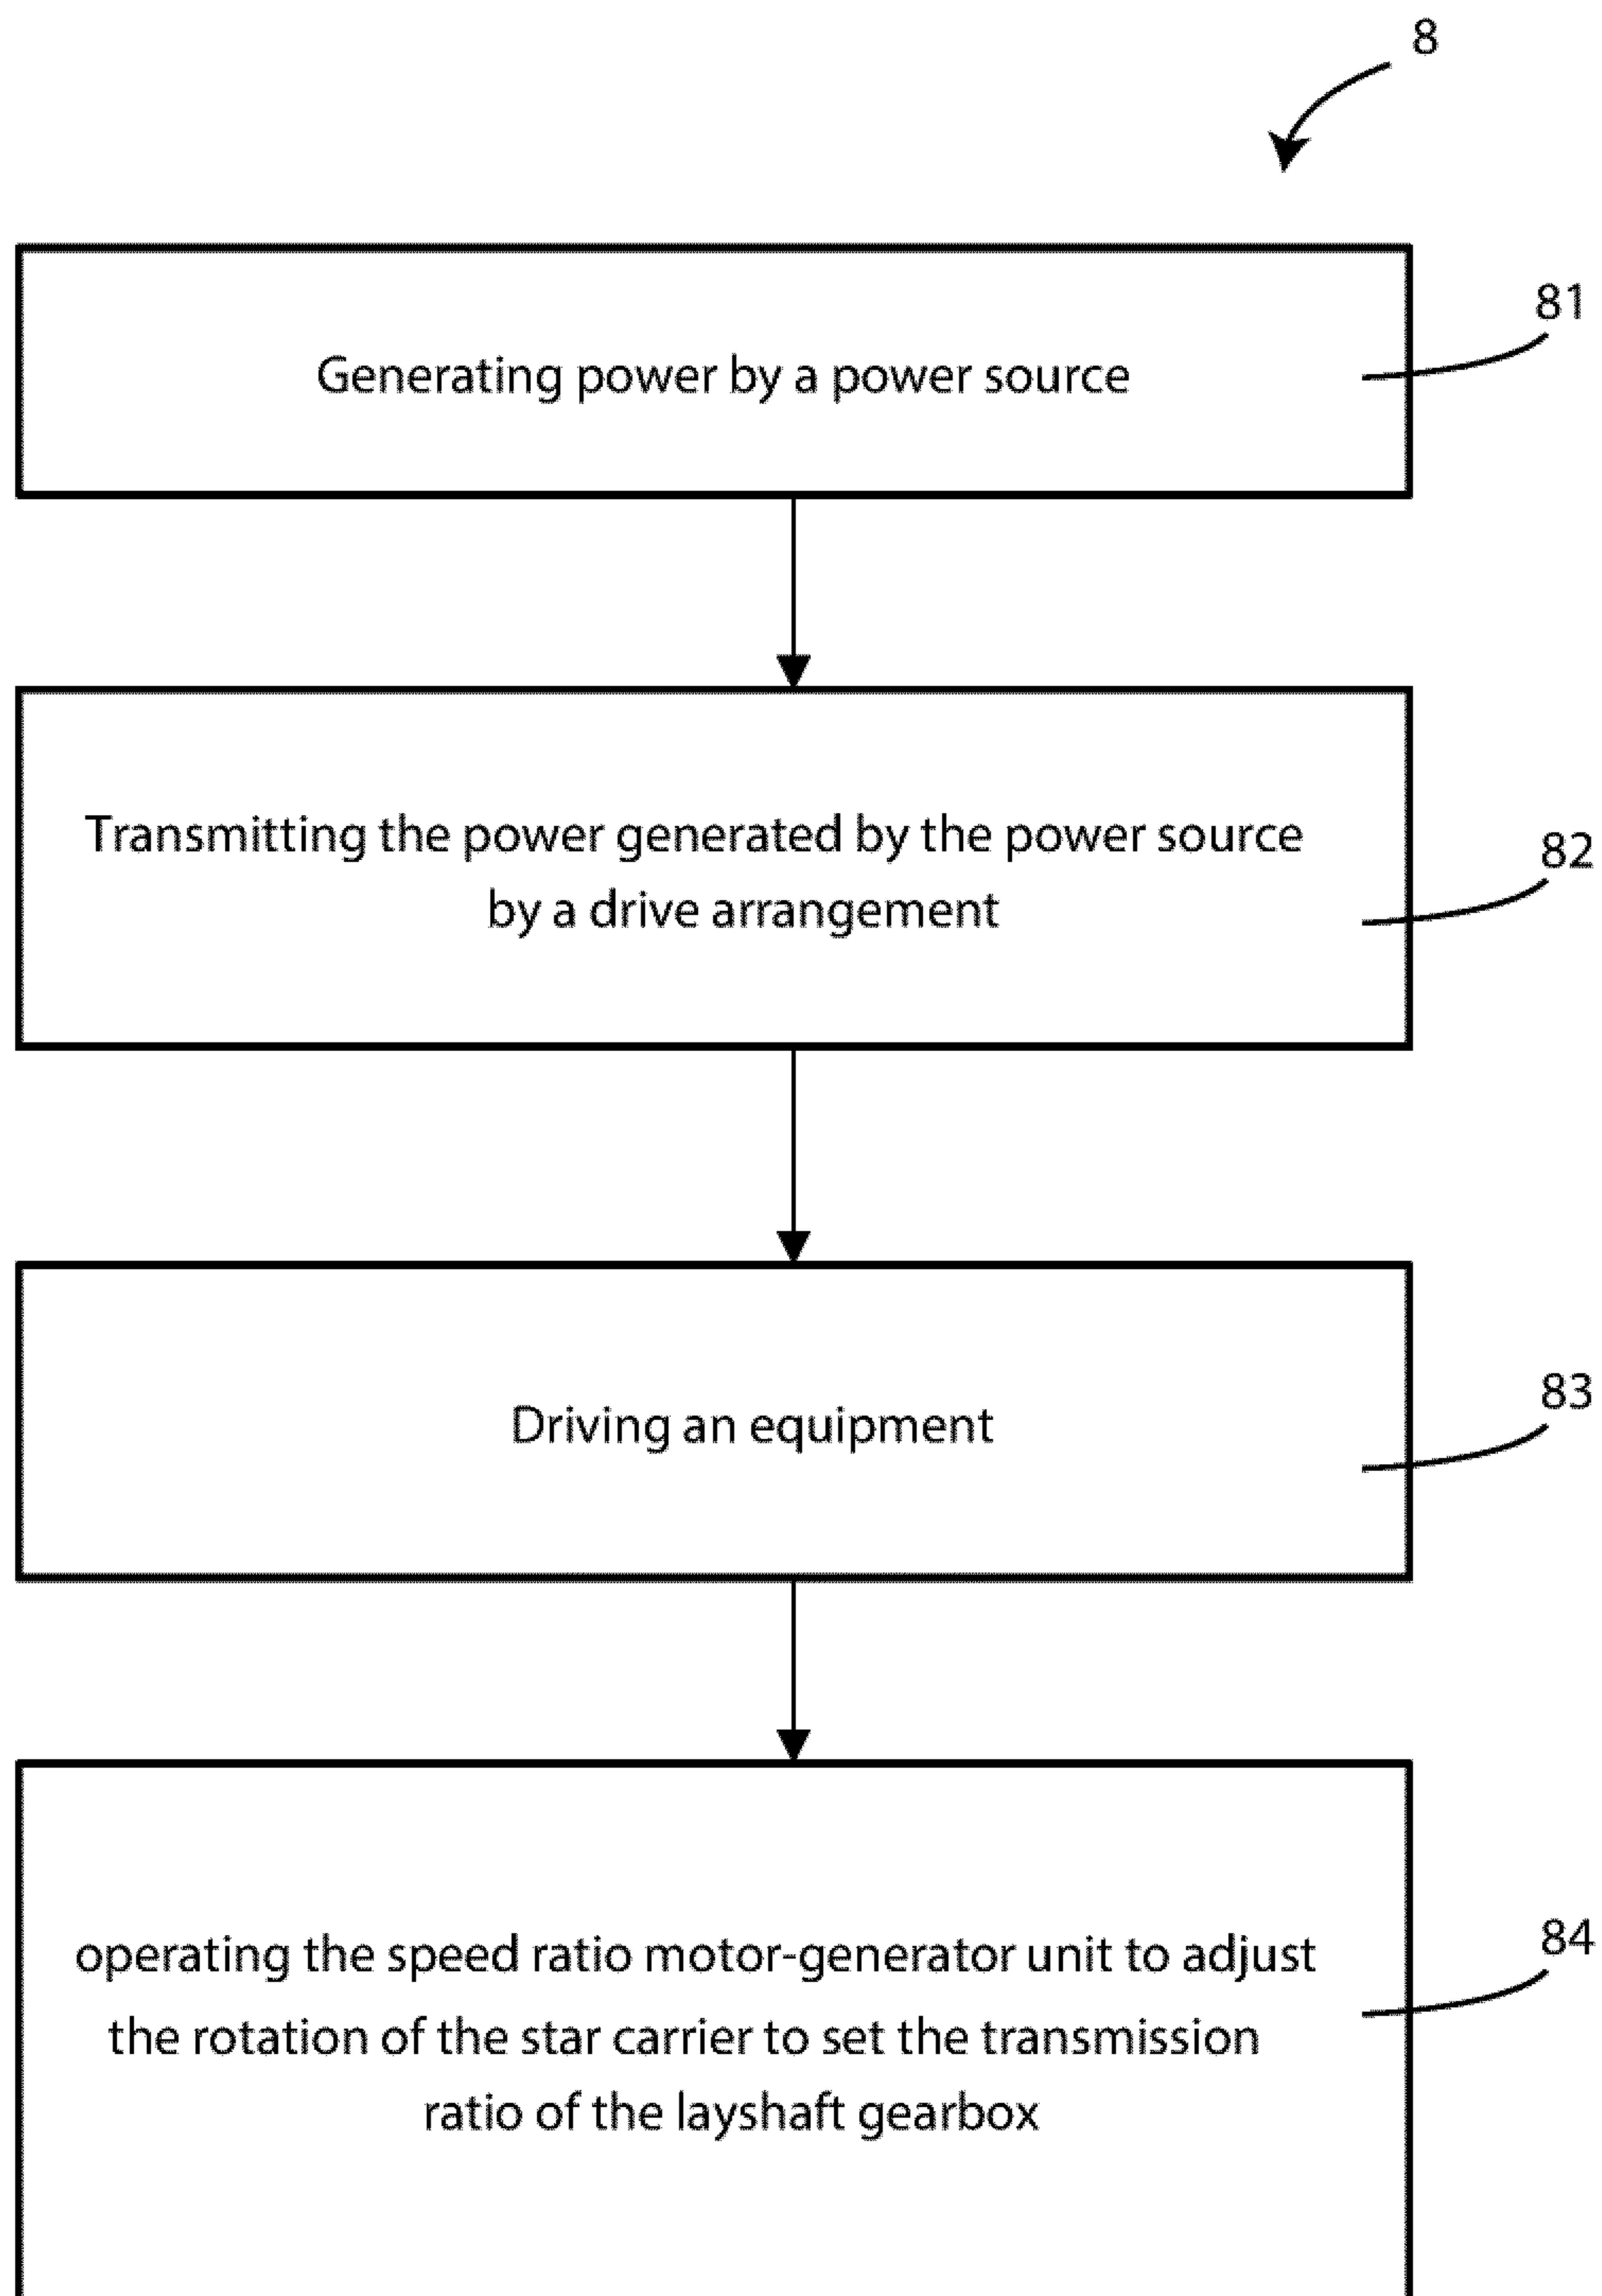 8
81
Generating power by a power source
Transmitting the power generated by the power source
82
by a drive arrangement
83
Driving an equipment
84
operating the speed ratio motor-generator unit to adjust
the rotation of the star carrier to set the transmission
ratio of the layshaft gearbox